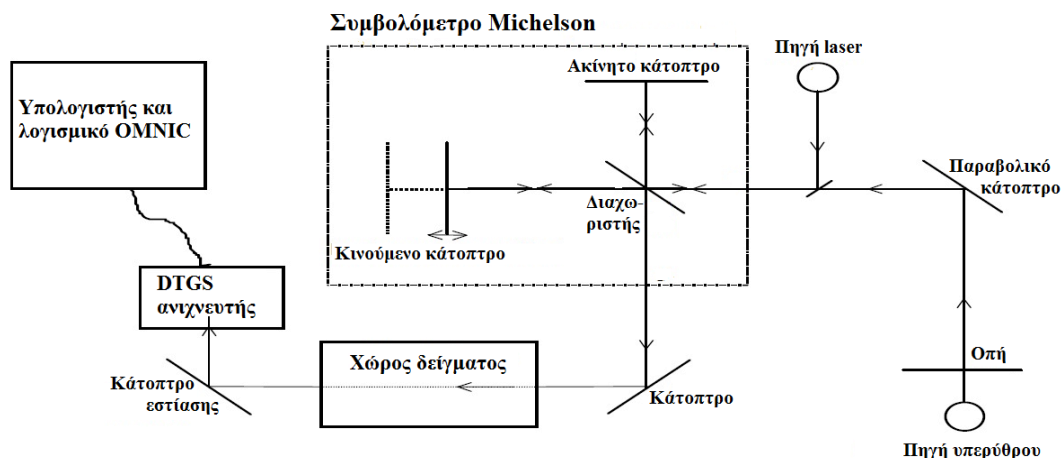 Συμβολόμετρο Michelson
Πηγή laser
Ακίνητο κάτοπτρο
Υπολογιστής και
λογισμικό OMNIC
Παραβολικό
κάτοπτρο
Διαχω-
ριστής
Κινούμενο κάτοπτρο
DTGS
ανιχνευτής
Χώρος δείγματος
Οπή
Κάτοπτρο
εστίασης
Κάτοπτρο
Πηγή υπερύθρου